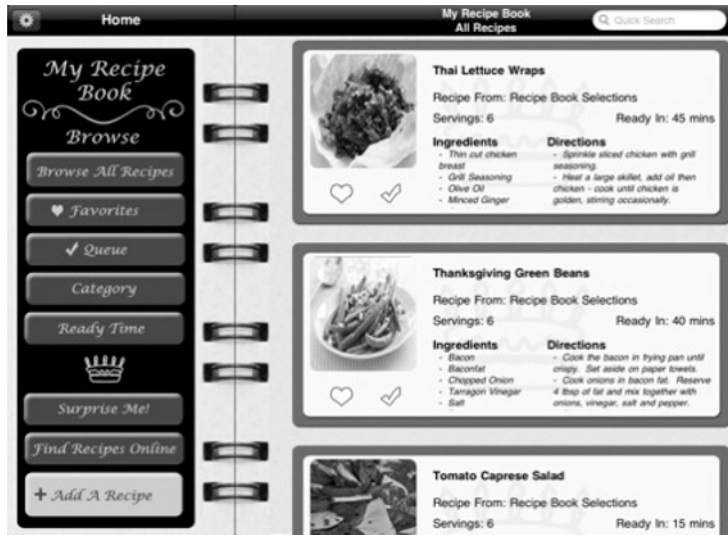 Home
My Recipe Book
All Recipes
Quick Search
My Recipe
Book
Browse
Browse All Recipes
Favorites
Queue
Category
Ready Time
Surprise Me!
Find Recipes Online
+ Add A Recipe
Thai Lettuce Wraps
Recipe From: Recipe Book Selections
Servings: 6 Ready In: 45 mins
Ingredients
- Thin cut chicken
breast
- Grill Seasoning
- Olive Oil
- Minced Ginger
Directions
- Sprinkle sliced chicken with grill
seasoning.
- Heat a large skillet, add oil then
chicken - cook until chicken is
golden, stirring occasionally.
Thanksgiving Green Beans
Recipe From: Recipe Book Selections
Servings: 6 Ready In: 40 mins
Ingredients
- Bacon
- Baconfat
- Chopped Onion
- Tarragon Vinegar
- Salt
Directions
- Cook the bacon in frying pan until
crispy. Set aside on paper towels.
- Cook onions in bacon fat. Reserve
4 tbsp of fat and mix together with
onions, vinegar, salt and pepper.
Tomato Caprese Salad
Recipe From: Recipe Book Selections
Servings: 6 Ready In: 15 mins